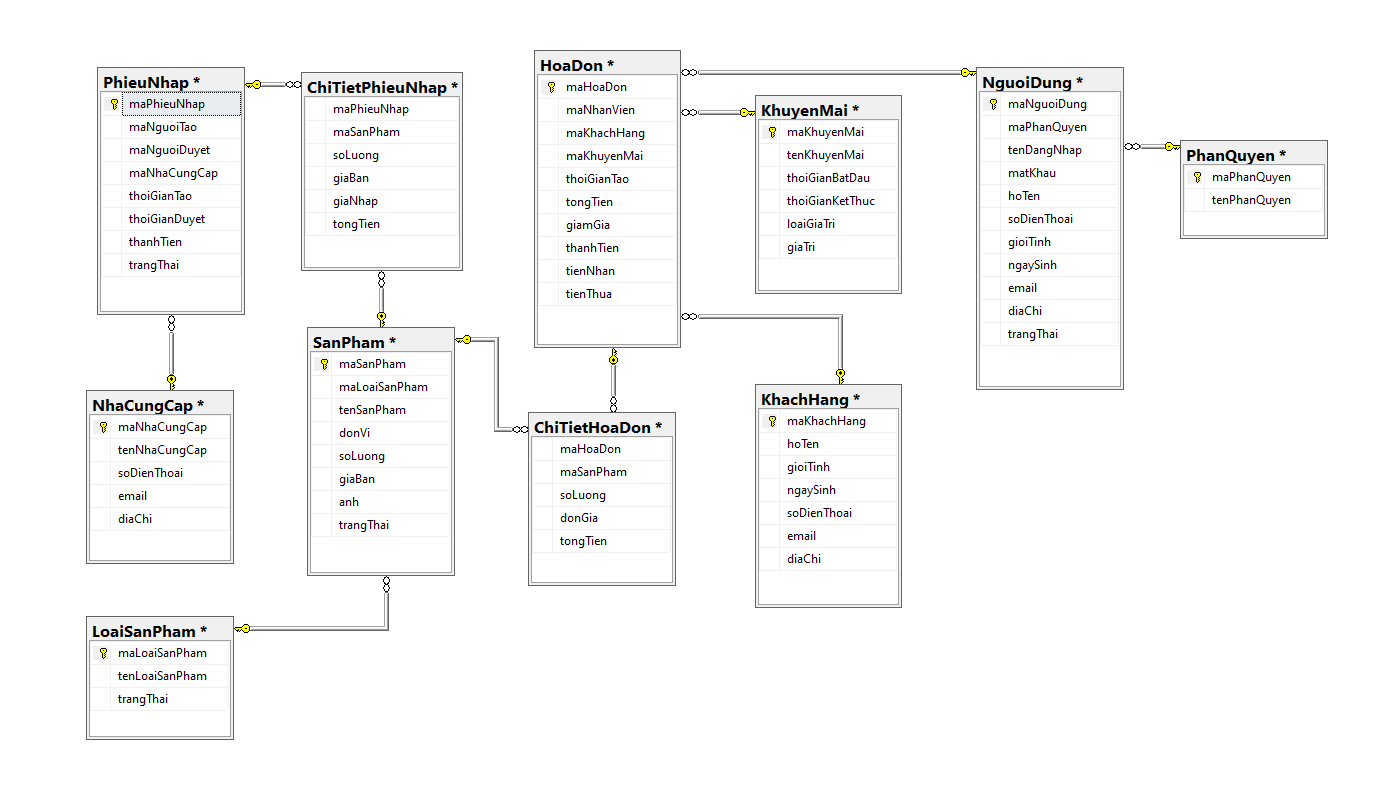 PhieuNhap *
maPhieuNhap
maNguoiTao
maNguoiDuyet
maNhaCungCap
thoiGianTao
thoiGianDuyet
thanhTien
trangThai
ChiTietPhieuNhap *
maPhieuNhap
maSanPham
soLuong
giaBan
giaNhap
tongTien
HoaDon *
maHoaDon
maNhanVien
maKhachHang
maKhuyenMai
thoiGianTao
tongTien
giamGia
thanhTien
tienNhan
tienThua
KhuyenMai *
maKhuyenMai
tenKhuyenMai
thoiGianBatDau
thoiGianKetThuc
loaiGiaTri
giaTri
NguoiDung *
maNguoiDung
maPhanQuyen
tenDangNhap
matKhau
hoTen
soDienThoai
gioiTinh
ngaySinh
email
diaChi
trangThai
PhanQuyen *
maPhanQuyen
tenPhanQuyen
NhaCungCap *
maNhaCungCap
tenNhaCungCap
soDienThoai
email
diaChi
SanPham *
maSanPham
maLoaiSanPham
tenSanPham
donVi
soLuong
giaBan
anh
trangThai
ChiTietHoaDon *
maHoaDon
maSanPham
soLuong
donGia
tongTien
KhachHang *
maKhachHang
hoTen
gioiTinh
ngaySinh
soDienThoai
email
diaChi
LoaiSanPham *
maLoaiSanPham
tenLoaiSanPham
trangThai